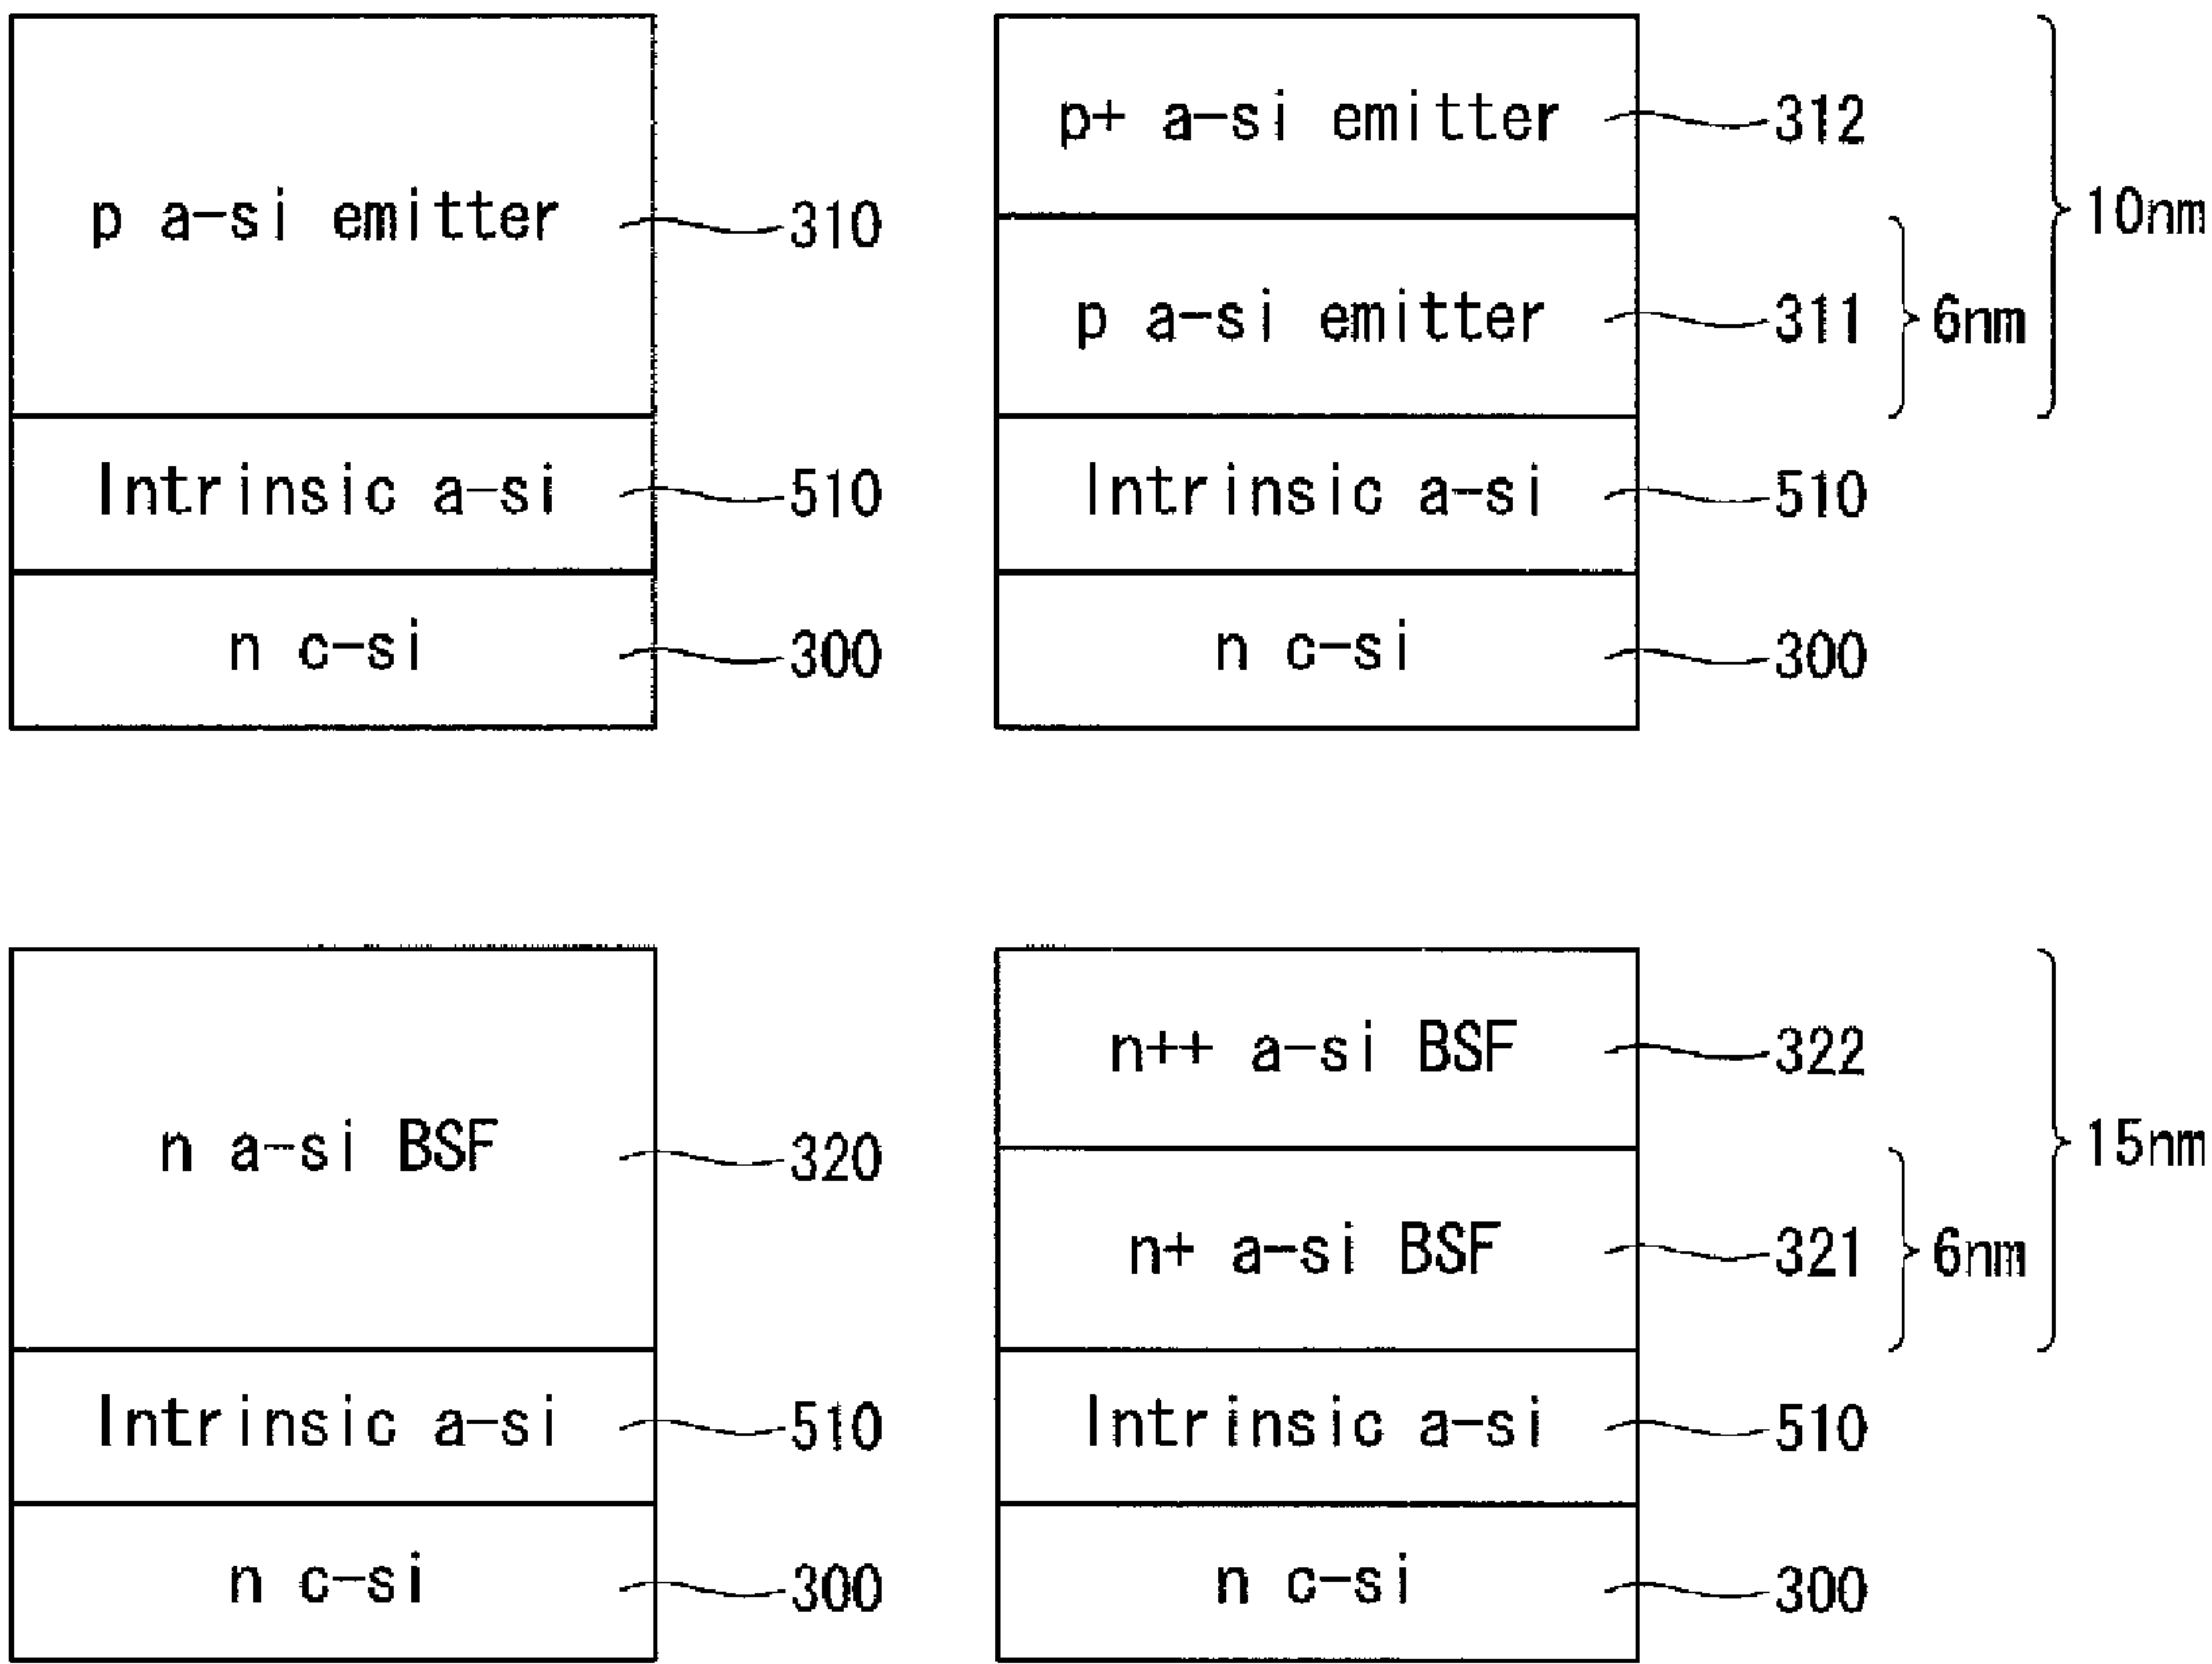 p a-si emitter
310
Intrinsic a-si
510
n c-si
300
p+ a-si emitter
312
p a-si emitter
311
6nm
10nm
Intrinsic a-si
510
n c-si
300
n a-si BSF
320
Intrinsic a-si
510
n c-si
300
n++ a-si BSF
322
n+ a-si BSF
321
6nm
15nm
Intrinsic a-si
510
n c-si
300